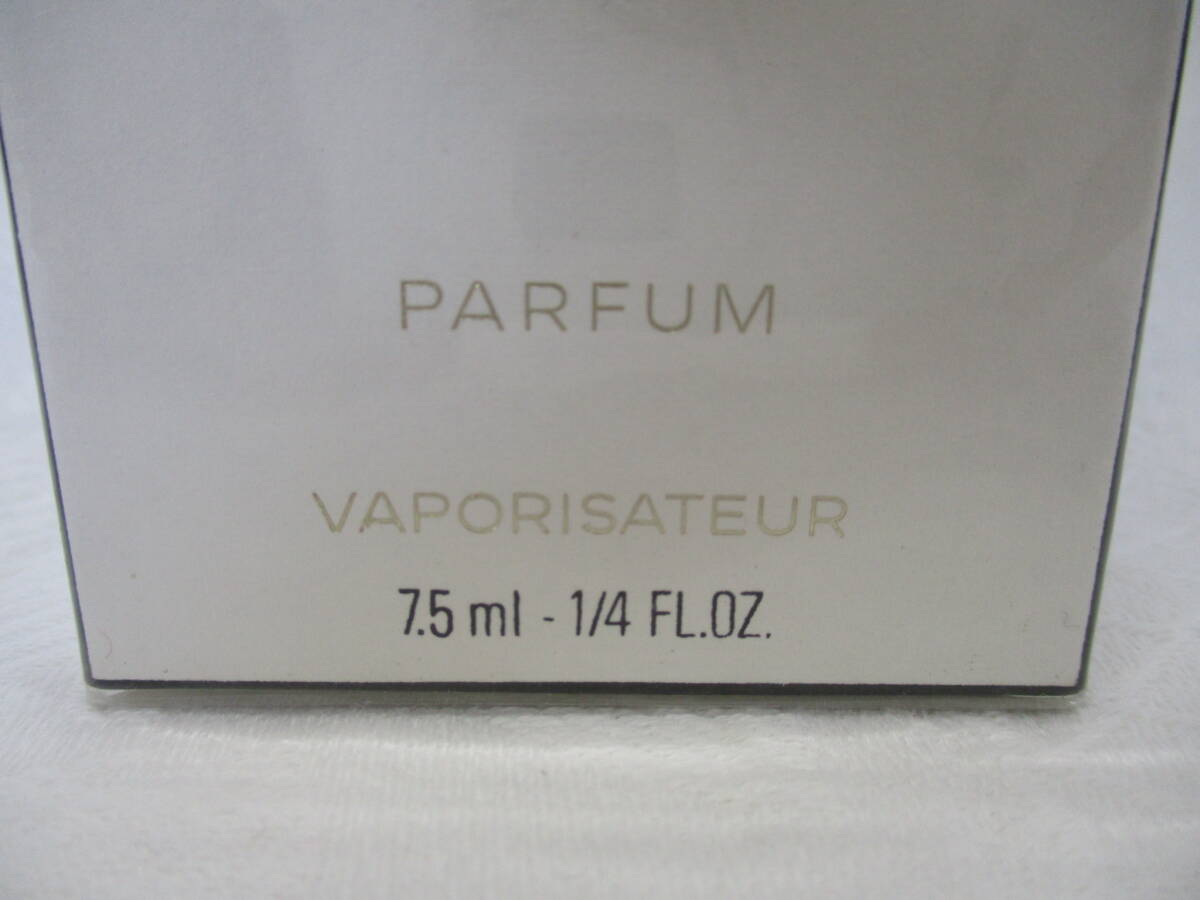 PARFUM
VAPORISATEUR
7.5 ml - 1/4 FL.OZ.